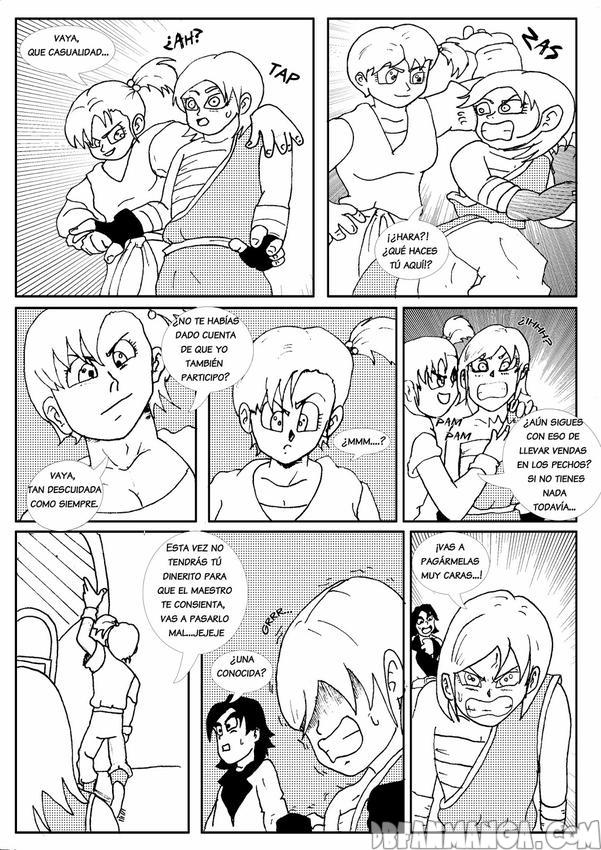 VAYA,
QUE CASUALIDAD...
¿AH?
TAP
ZAS
¡¿HARA?!
¿QUÉ HACES
TÚ AQUÍ!?
¿NO TE HABÍAS
DADO CUENTA
DE QUE YO
TAMBIÉN
PARTICIPO?
VAYA,
TAN DESCUIDADA
COMO SIEMPRE.
¿MMM....?
¿¡MMM?
PAM
PAM
¿AÚN SIGUES
CON ESO DE
LLEVAR VENDAS
EN LOS PECHOS?
SI NO TIENES
NADA
TODAVÍA...
ESTA VEZ NO
TENDRÁS TÚ
DINERITO PARA
QUE EL MAESTRO
TE CONSIENTA,
VAS A PASARLO
MAL...JEJEJE
GRRR...
¿UNA
CONOCIDA?
¡VAS A
PAGÁRMELAS
MUY CARAS...!
DBFANMANGA.COM